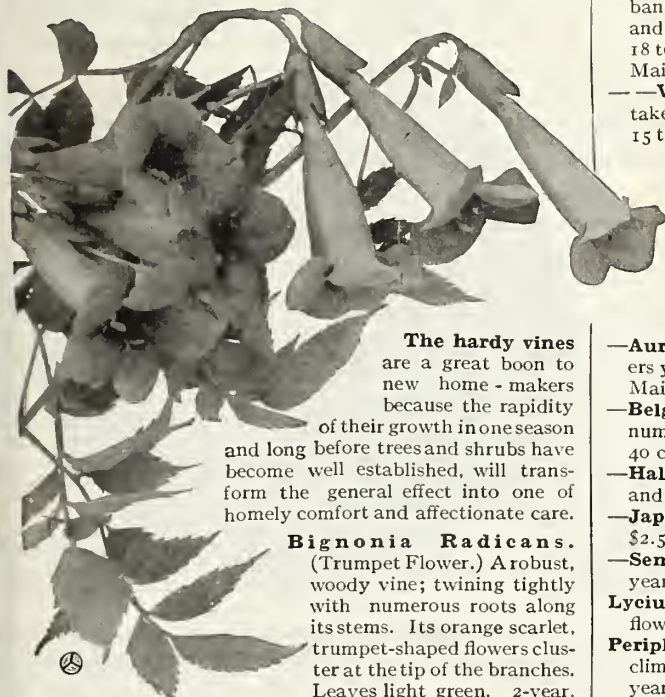 The hardy vines
are a great boon to
new home-makers
because the rapidity
of their growth in one season
and long before trees and shrubs have
become well established, will trans-
form the general effect into one of
homely comfort and affectionate care.
Bignonia Radicans.
(Trumpet Flower.) A robust,
woody vine; twining tightly
with numerous roots along
its stems. Its orange scarlet,
trumpet-shaped flowers clus-
ter at the tip of the branches.
Leaves light green. 2-year.
ban
and
18 to
Mai
——V
take
15 t
—Aur
ers y
Mai
—Belg
num
40 c
—Hal
and
—Jap
$2.5
—Sem
year
Lyciu
flow
Periph
clim
year